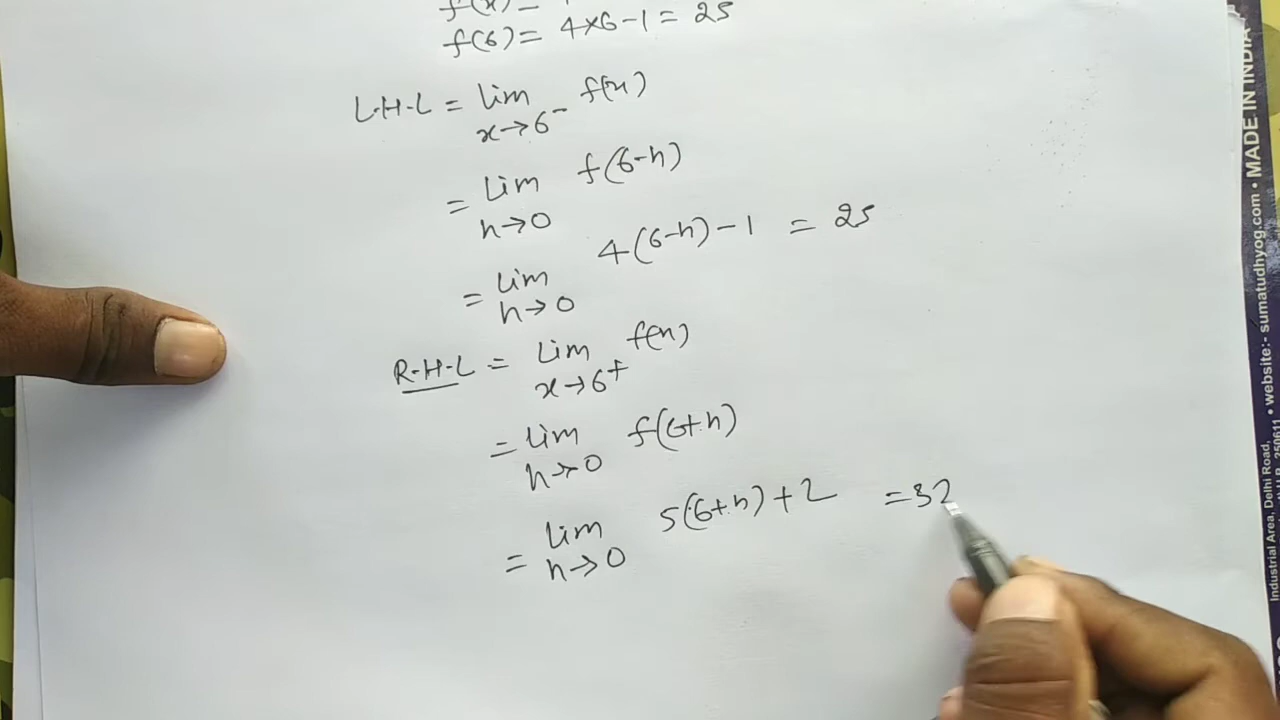 f(x) =
f(6) = 4×6-1 = 25
L.H.L = lim f(x)
x→6-
= lim f(6-h)
h→0
= lim 4(6-h)-1 = 25
h→0
R.H.L = lim f(x)
x→6+
= lim f(6+h)
h→0
= lim 5(6+h)+2 =32
h→0
Industrial Area, Delhi Road,
• website:- sumatudhyog.com • MADE IN INDIA